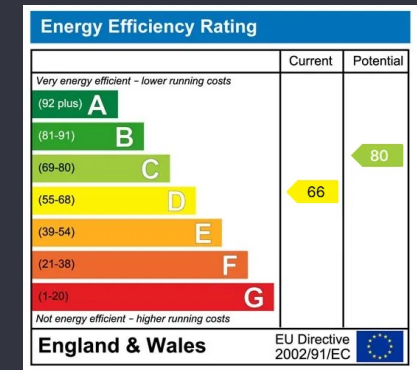 Energy Efficiency Rating
Current Potential
Very energy efficient – lower running costs
(92 plus) A
(81-91) B
(69-80) C
80
(55-68) D
66
(39-54) E
(21-38) F
(1-20) G
Not energy efficient – higher running costs
England & Wales
EU Directive
2002/91/EC